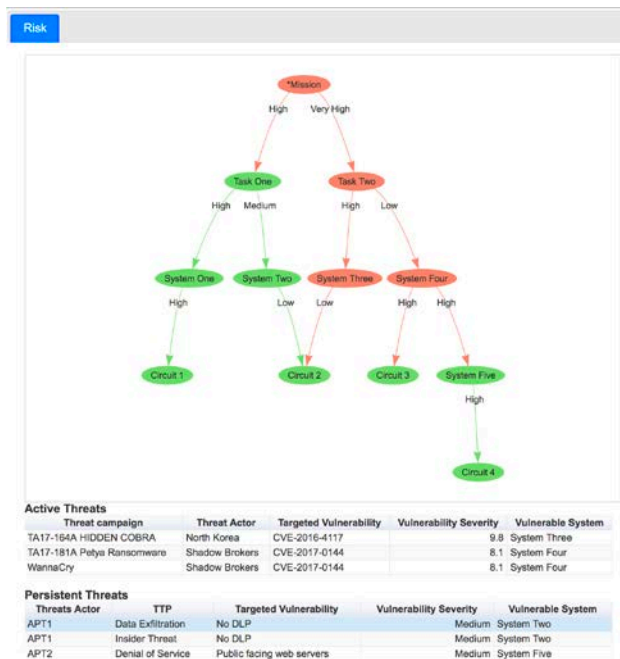 Risk
*Mission
High Very High
Task One Task Two
High Medium High Low
System One System Two System Three System Four
High Low Low High High
Circuit 1 Circuit 2 Circuit 3 System Five
High
Circuit 4
Active Threats
Threat campaign Threat Actor Targeted Vulnerability Vulnerability Severity Vulnerable System
TA17-164A HIDDEN COBRA North Korea CVE-2016-4117 9.8 System Three
TA17-181A Petya Ransomware Shadow Brokers CVE-2017-0144 8.1 System Four
WannaCry Shadow Brokers CVE-2017-0144 8.1 System Four
Persistent Threats
Threats Actor TTP Targeted Vulnerability Vulnerability Severity Vulnerable System
APT1 Data Exfiltration No DLP Medium System Two
APT1 Insider Threat No DLP Medium System Two
APT2 Denial of Service Public facing web servers Medium System Five